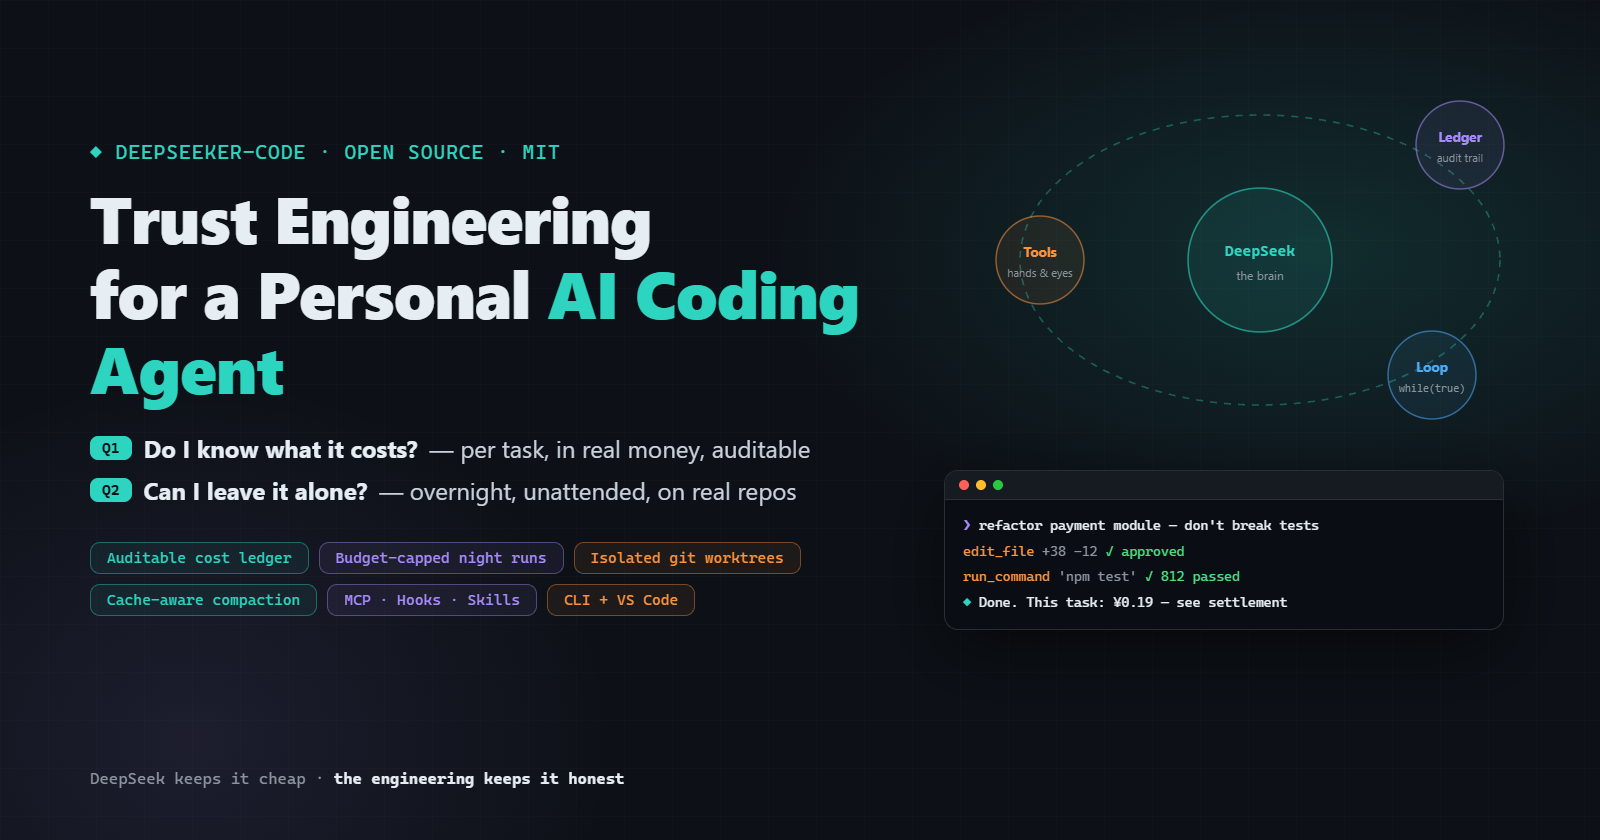 ◆ DEEPSEEKER-CODE · OPEN SOURCE · MIT
Trust Engineering
for a Personal AI Coding
Agent
Q1 Do I know what it costs? — per task, in real money, auditable
Q2 Can I leave it alone? — overnight, unattended, on real repos
Auditable cost ledger
Budget-capped night runs
Isolated git worktrees
Cache-aware compaction
MCP · Hooks · Skills
CLI + VS Code
DeepSeek keeps it cheap · the engineering keeps it honest
Ledger
audit trail
Tools
hands & eyes
DeepSeek
the brain
Loop
while(true)
❯ refactor payment module — don't break tests
edit_file +38 −12 ✓ approved
run_command 'npm test' ✓ 812 passed
◆ Done. This task: ¥0.19 — see settlement